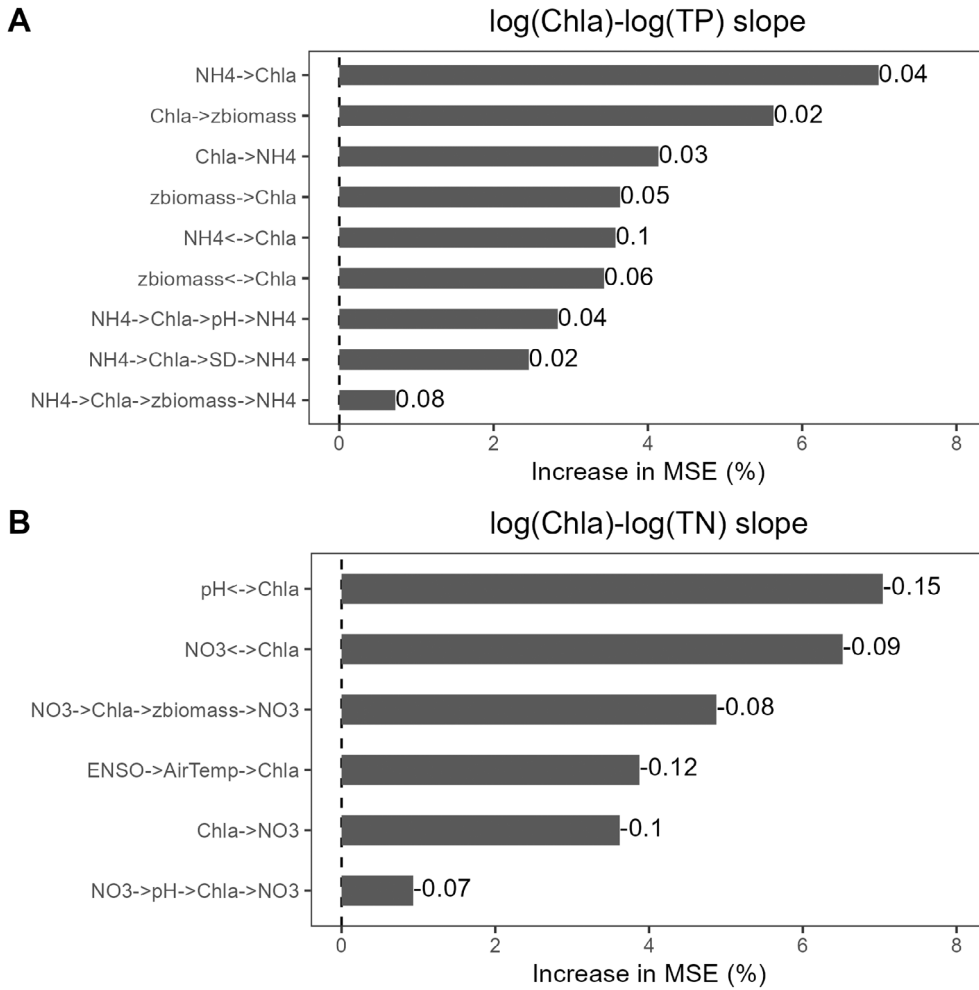 A
log(Chla)-log(TP) slope
NH4->Chla
0.04
Chla->zbiomass
0.02
Chla->NH4
0.03
zbiomass->Chla
0.05
NH4<->Chla
0.1
zbiomass<->Chla
0.06
NH4->Chla->pH->NH4
0.04
NH4->Chla->SD->NH4
0.02
NH4->Chla->zbiomass->NH4
0.08
0 2 4 6 8
Increase in MSE (%)
B
log(Chla)-log(TN) slope
pH<->Chla
-0.15
NO3<->Chla
-0.09
NO3->Chla->zbiomass->NO3
-0.08
ENSO->AirTemp->Chla
-0.12
Chla->NO3
-0.1
NO3->pH->Chla->NO3
-0.07
0 2 4 6 8
Increase in MSE (%)